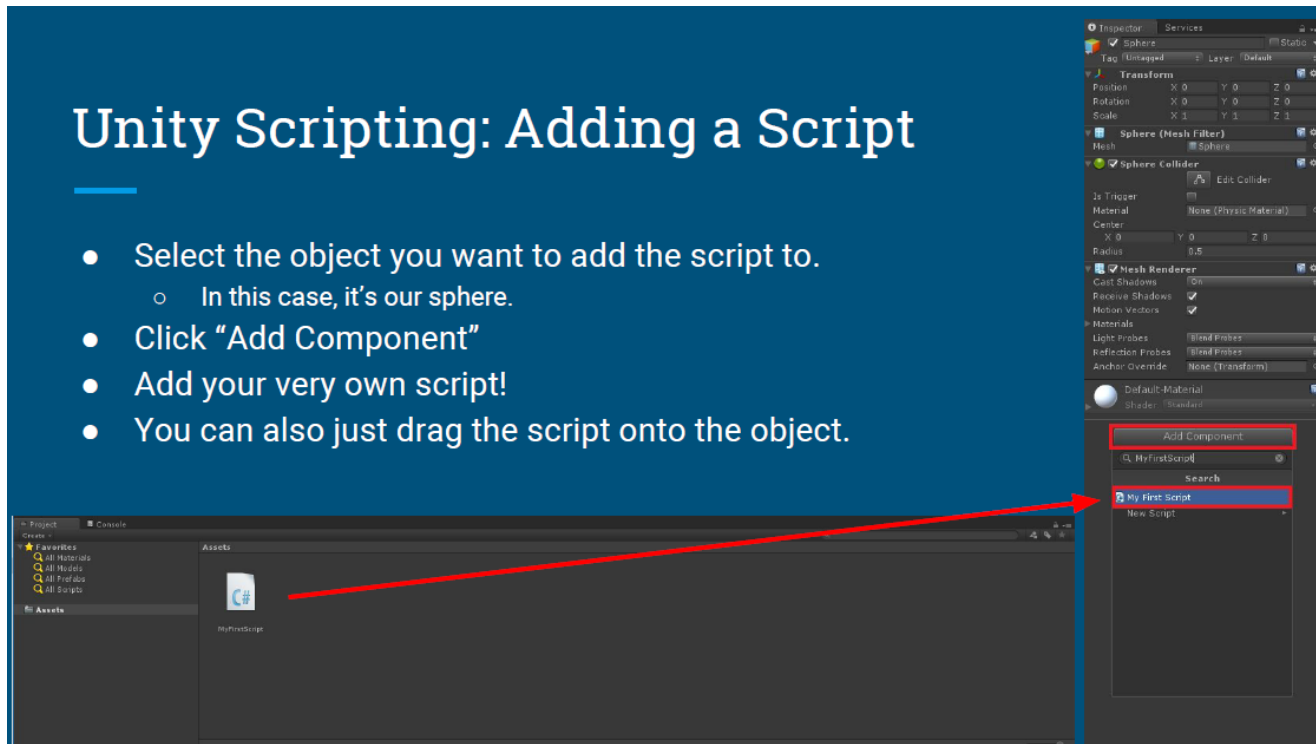 Unity Scripting: Adding a Script
● Select the object you want to add the script to.
○ In this case, it’s our sphere.
● Click “Add Component”
● Add your very own script!
● You can also just drag the script onto the object.
Inspector Services
Sphere Static
Tag Untagged Layer Default
Transform
Position X 0 Y 0 Z 0
Rotation X 0 Y 0 Z 0
Scale X 1 Y 1 Z 1
Sphere (Mesh Filter)
Mesh Sphere
Sphere Collider
Edit Collider
Is Trigger
Material None (Physic Material)
Center
X 0 Y 0 Z 0
Radius 0.5
Mesh Renderer
Cast Shadows On
Receive Shadows
Motion Vectors
Materials
Light Probes Blend Probes
Reflection Probes Blend Probes
Anchor Override None (Transform)
Default-Material
Shader Standard
Add Component
MyFirstScript
Search
My First Script
New Script
Project Console
Create
Favorites
All Materials
All Models
All Prefabs
All Scripts
Assets
Assets
C#
MyFirstScript